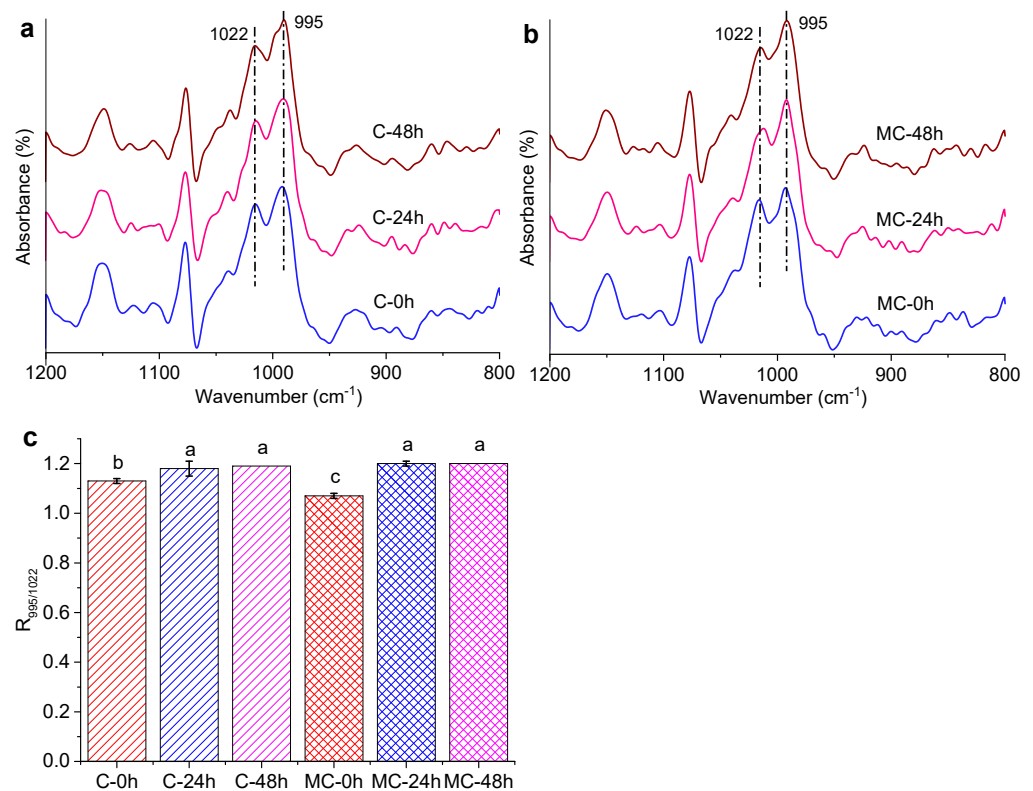 a
1022
995
C-48h
C-24h
C-0h
Absorbance (%)
1200
1100
1000
900
800
Wavenumber (cm⁻¹)
b
1022
995
MC-48h
MC-24h
MC-0h
Absorbance (%)
1200
1100
1000
900
800
Wavenumber (cm⁻¹)
c
b
a
a
c
a
a
1.2
1.0
0.8
0.6
0.4
0.2
0.0
R995/1022
C-0h
C-24h
C-48h
MC-0h
MC-24h
MC-48h